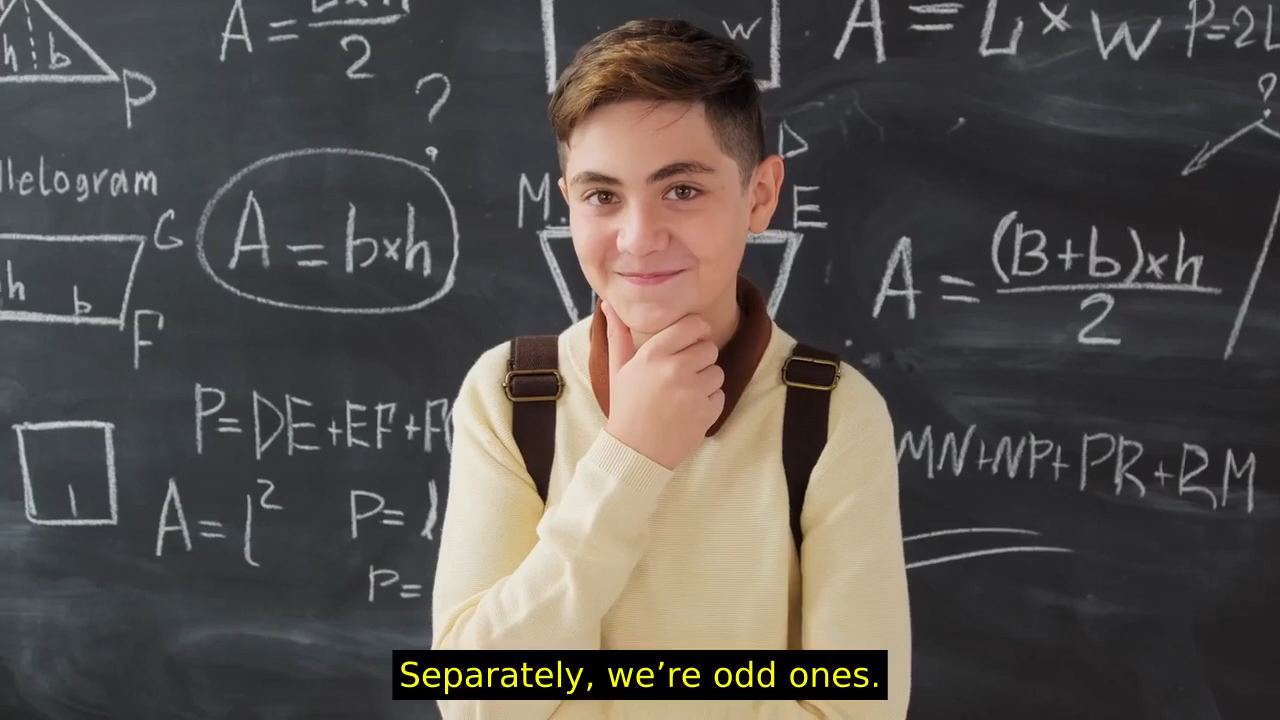 A = 2
h b
P
?
w
A = L × W P=2L
?
llelogram
G
A = b×h
M
D
E
A = (B+b)×h
2
h b
F
P=DE+EF+F
MN+NP+PR+RM
l
A = l²
P=
P=
Separately, we’re odd ones.